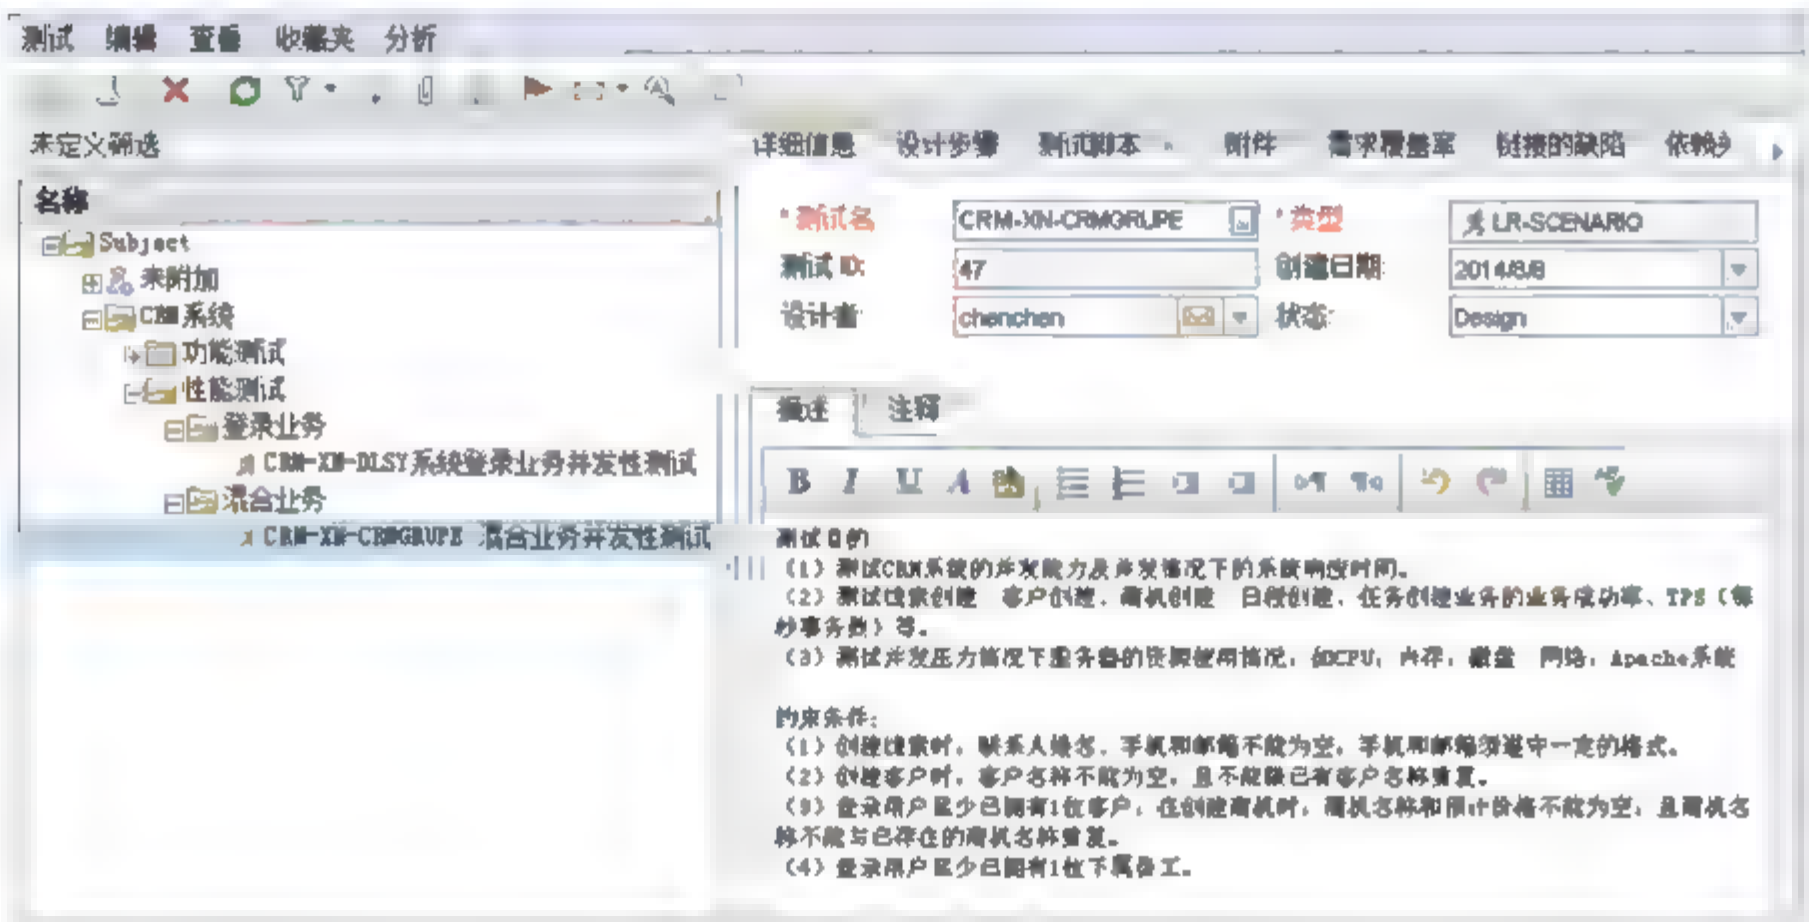 测试 编辑 查看 收藏夹 分析
未定义筛选
详细信息 设计步骤 测试脚本 附件 需求覆盖率 链接的缺陷 依赖关
名称
Subject
未附加
CRM系统
功能测试
性能测试
登录业务
CRM-XN-DLSY系统登录业务并发性测试
混合业务
CRM-XN-CRMGRUPE 混合业务并发性测试
* 测试名 CRM-XN-CRMGRUPE * 类型 LR-SCENARIO
测试 ID: 47 创建日期: 2014/8/8
设计者: chenchen 状态: Design
描述 注释
测试目的
（1）测试CRM系统的并发能力及并发情况下的系统响应时间。
（2）测试线索创建、客户创建、商机创建、日程创建、任务创建业务的业务成功率、TPS（每
秒事务数）等。
（3）测试并发压力情况下服务器的资源使用情况，如CPU，内存，磁盘，网络，Apache系统
约束条件：
（1）创建线索时，联系人姓名、手机和邮箱不能为空，手机和邮箱须遵守一定的格式。
（2）创建客户时，客户名称不能为空，且不能跟已有客户名称重复。
（3）登录用户至少已拥有1位客户，在创建商机时，商机名称和预计价格不能为空，且商机名
称不能与已存在的商机名称重复。
（4）登录用户至少已拥有1位下属员工。